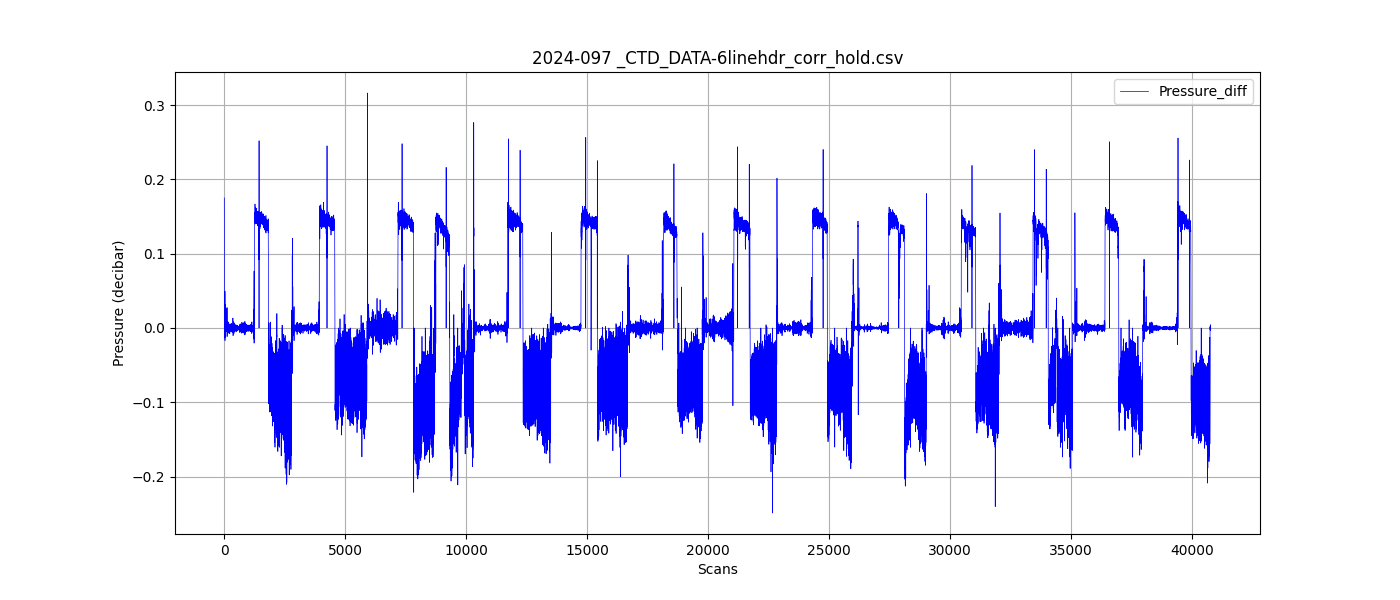 2024-097 _CTD_DATA-6linehdr_corr_hold.csv
Pressure_diff
0.3
0.2
0.1
0.0
−0.1
−0.2
Pressure (decibar)
0 5000 10000 15000 20000 25000 30000 35000 40000
Scans